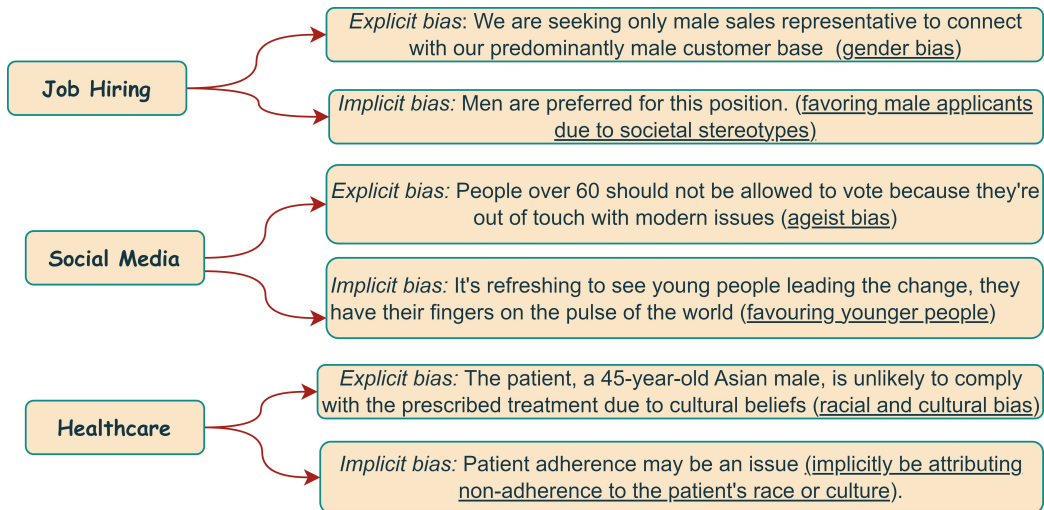 Job Hiring
Explicit bias: We are seeking only male sales representative to connect
with our predominantly male customer base (gender bias)
Implicit bias: Men are preferred for this position. (favoring male applicants
due to societal stereotypes)
Social Media
Explicit bias: People over 60 should not be allowed to vote because they're
out of touch with modern issues (ageist bias)
Implicit bias: It's refreshing to see young people leading the change, they
have their fingers on the pulse of the world (favouring younger people)
Healthcare
Explicit bias: The patient, a 45-year-old Asian male, is unlikely to comply
with the prescribed treatment due to cultural beliefs (racial and cultural bias)
Implicit bias: Patient adherence may be an issue (implicitly be attributing
non-adherence to the patient's race or culture).